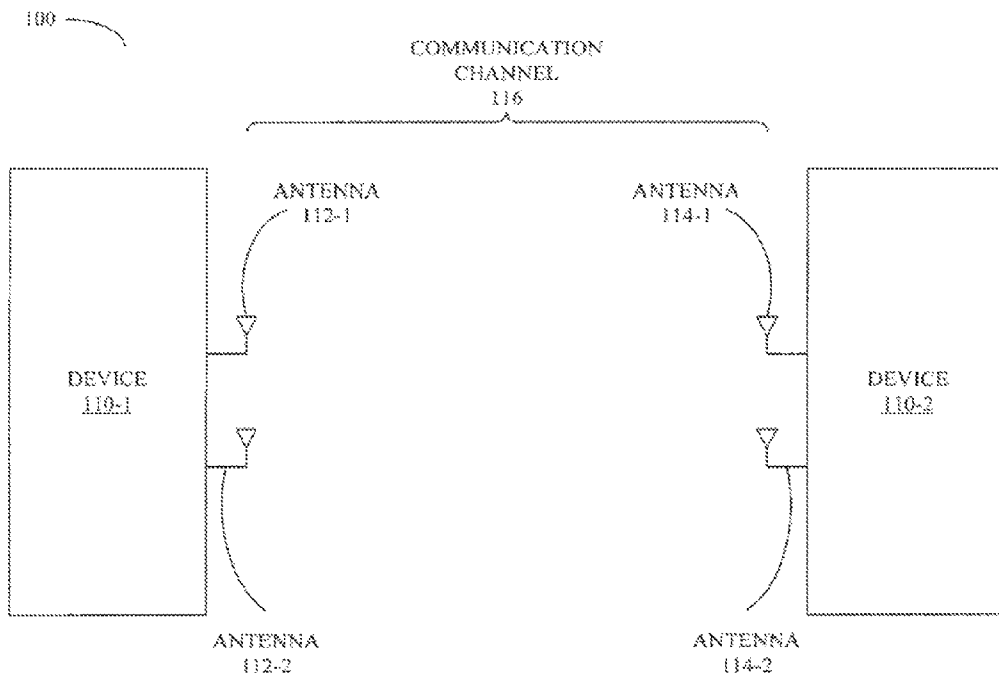 100
COMMUNICATION
CHANNEL
116
ANTENNA
112-1
ANTENNA
114-1
DEVICE
110-1
DEVICE
110-2
ANTENNA
112-2
ANTENNA
114-2